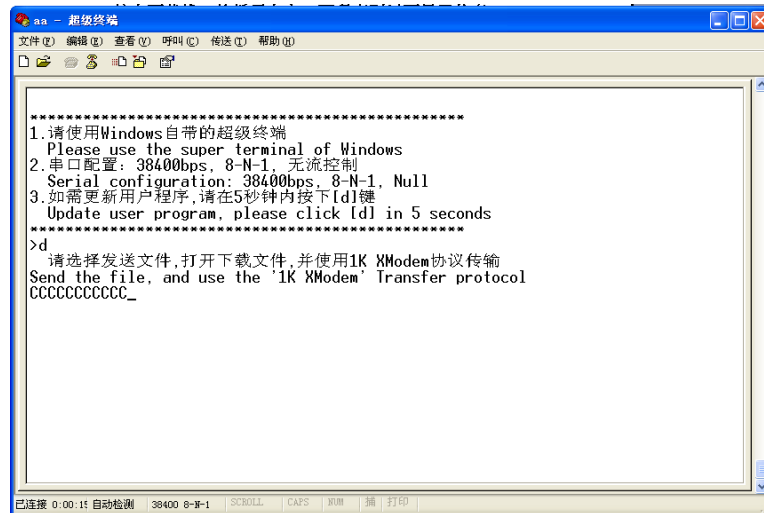 aa - 超级终端
文件(F) 编辑(E) 查看(V) 呼叫(C) 传送(T) 帮助(H)
************************************************
1.请使用Windows自带的超级终端
Please use the super terminal of Windows
2.串口配置: 38400bps, 8-N-1, 无流控制
Serial configuration: 38400bps, 8-N-1, Null
3.如需更新用户程序,请在5秒钟内按下[d]键
Update user program, please click [d] in 5 seconds
************************************************
>d
请选择发送文件,打开下载文件,并使用1K XModem协议传输
Send the file, and use the '1K XModem' Transfer protocol
CCCCCCCCCCC_
已连接 0:00:15 自动检测 38400 8-N-1 SCROLL CAPS NUM 捕 打印